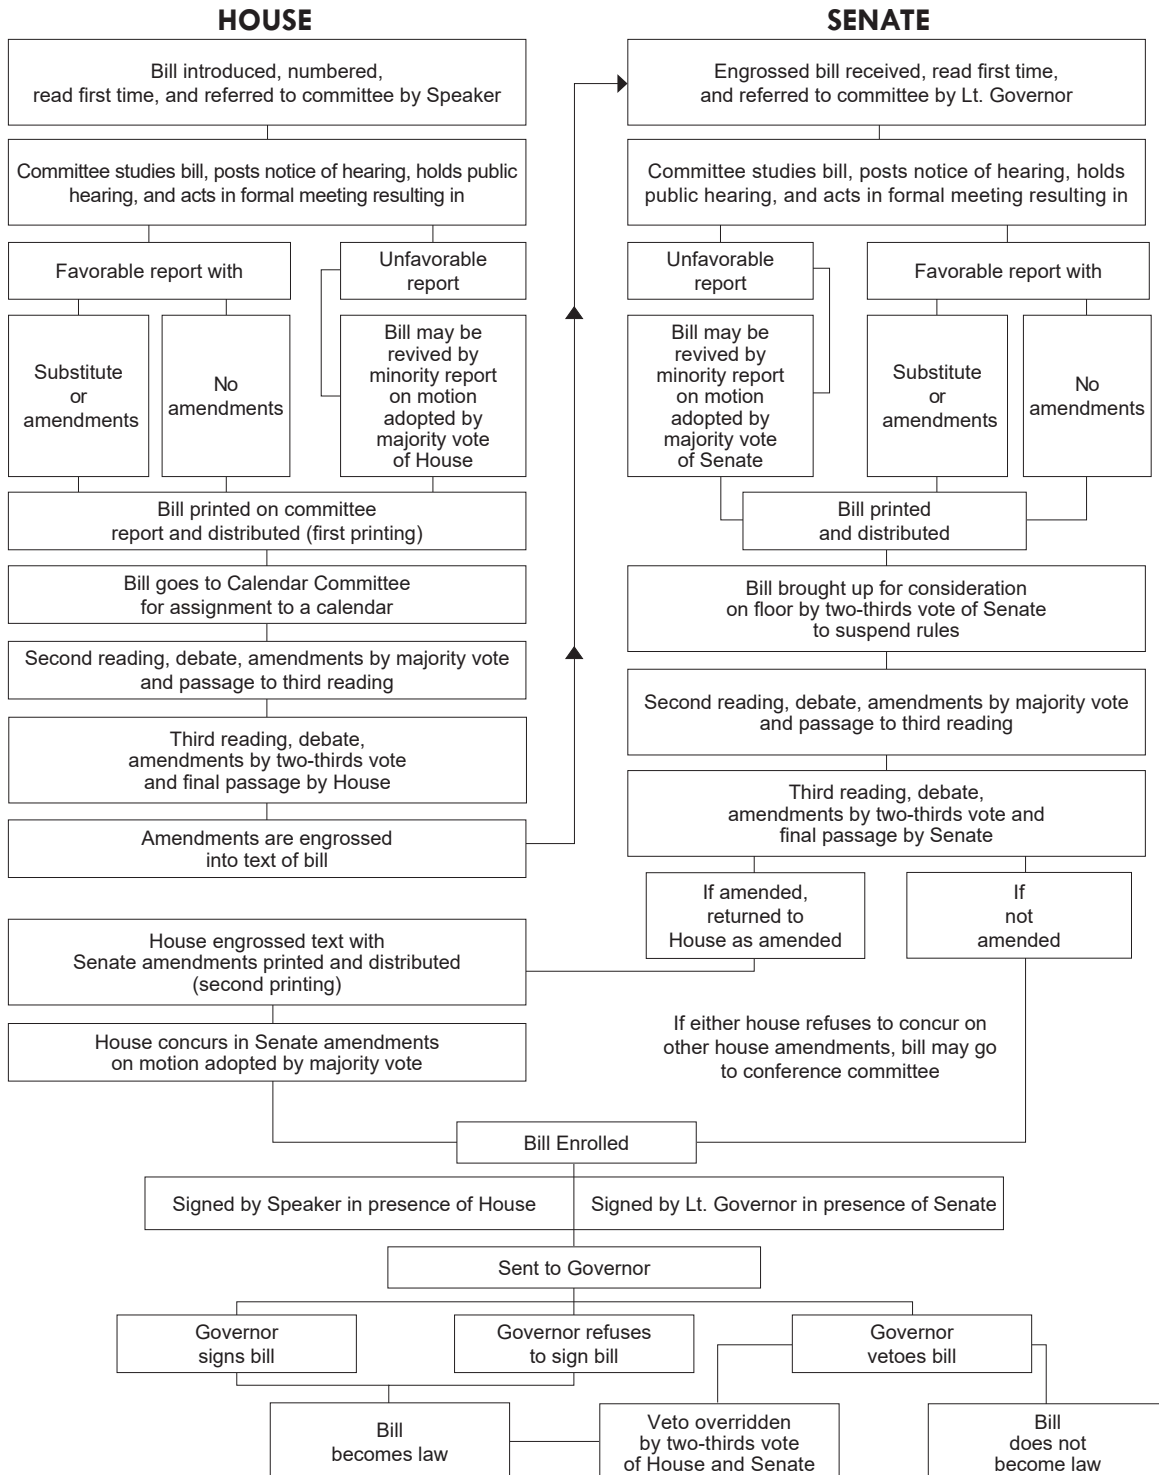 HOUSE
Bill introduced, numbered,
read first time, and referred to committee by Speaker
Committee studies bill, posts notice of hearing, holds public
hearing, and acts in formal meeting resulting in
Favorable report with
Unfavorable
report
Substitute
or
amendments
No
amendments
Bill may be
revived by
minority report
on motion
adopted by
majority vote
of House
Bill printed on committee
report and distributed (first printing)
Bill goes to Calendar Committee
for assignment to a calendar
Second reading, debate, amendments by majority vote
and passage to third reading
Third reading, debate,
amendments by two-thirds vote
and final passage by House
Amendments are engrossed
into text of bill
SENATE
Engrossed bill received, read first time,
and referred to committee by Lt. Governor
Committee studies bill, posts notice of hearing, holds
public hearing, and acts in formal meeting resulting in
Unfavorable
report
Favorable report with
Bill may be
revived by
minority report
on motion
adopted by
majority vote
of Senate
Substitute
or
amendments
No
amendments
Bill printed
and distributed
Bill brought up for consideration
on floor by two-thirds vote of Senate
to suspend rules
Second reading, debate, amendments by majority vote
and passage to third reading
Third reading, debate,
amendments by two-thirds vote and
final passage by Senate
If amended,
returned to
House as amended
If
not
amended
House engrossed text with
Senate amendments printed and distributed
(second printing)
House concurs in Senate amendments
on motion adopted by majority vote
If either house refuses to concur on
other house amendments, bill may go
to conference committee
Bill Enrolled
Signed by Speaker in presence of House
Signed by Lt. Governor in presence of Senate
Sent to Governor
Governor
signs bill
Governor refuses
to sign bill
Governor
vetoes bill
Bill
becomes law
Veto overridden
by two-thirds vote
of House and Senate
Bill
does not
become law